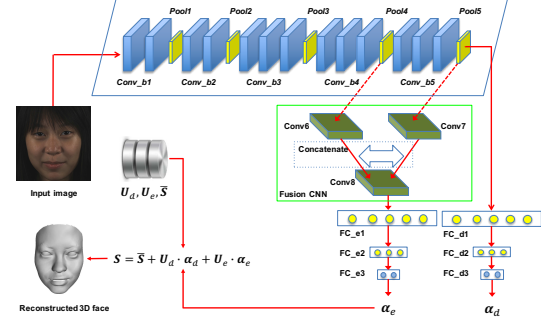 Pool1 Pool2 Pool3 Pool4 Pool5
Conv_b1 Conv_b2 Conv_b3 Conv_b4 Conv_b5
Conv6 Conv7
Concatenate
Conv8
Fusion CNN
Input image
U_d, U_e, S̅
FC_e1 FC_d1
FC_e2 FC_d2
FC_e3 FC_d3
S = S̅ + U_d · α_d + U_e · α_e
Reconstructed 3D face
α_e α_d